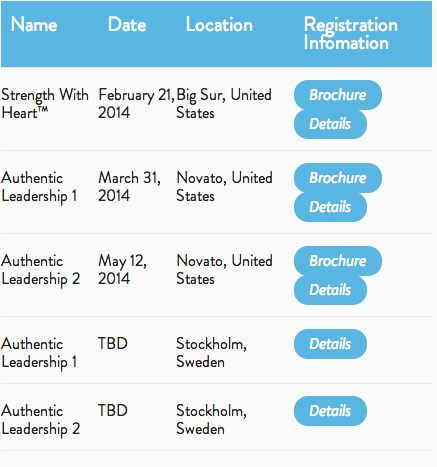 Name Date Location Registration
Infomation
Strength With February 21, Big Sur, United Brochure
Heart™ 2014 States Details
Authentic March 31, Novato, United Brochure
Leadership 1 2014 States Details
Authentic May 12, Novato, United Brochure
Leadership 2 2014 States Details
Authentic TBD Stockholm, Details
Leadership 1 Sweden
Authentic TBD Stockholm, Details
Leadership 2 Sweden